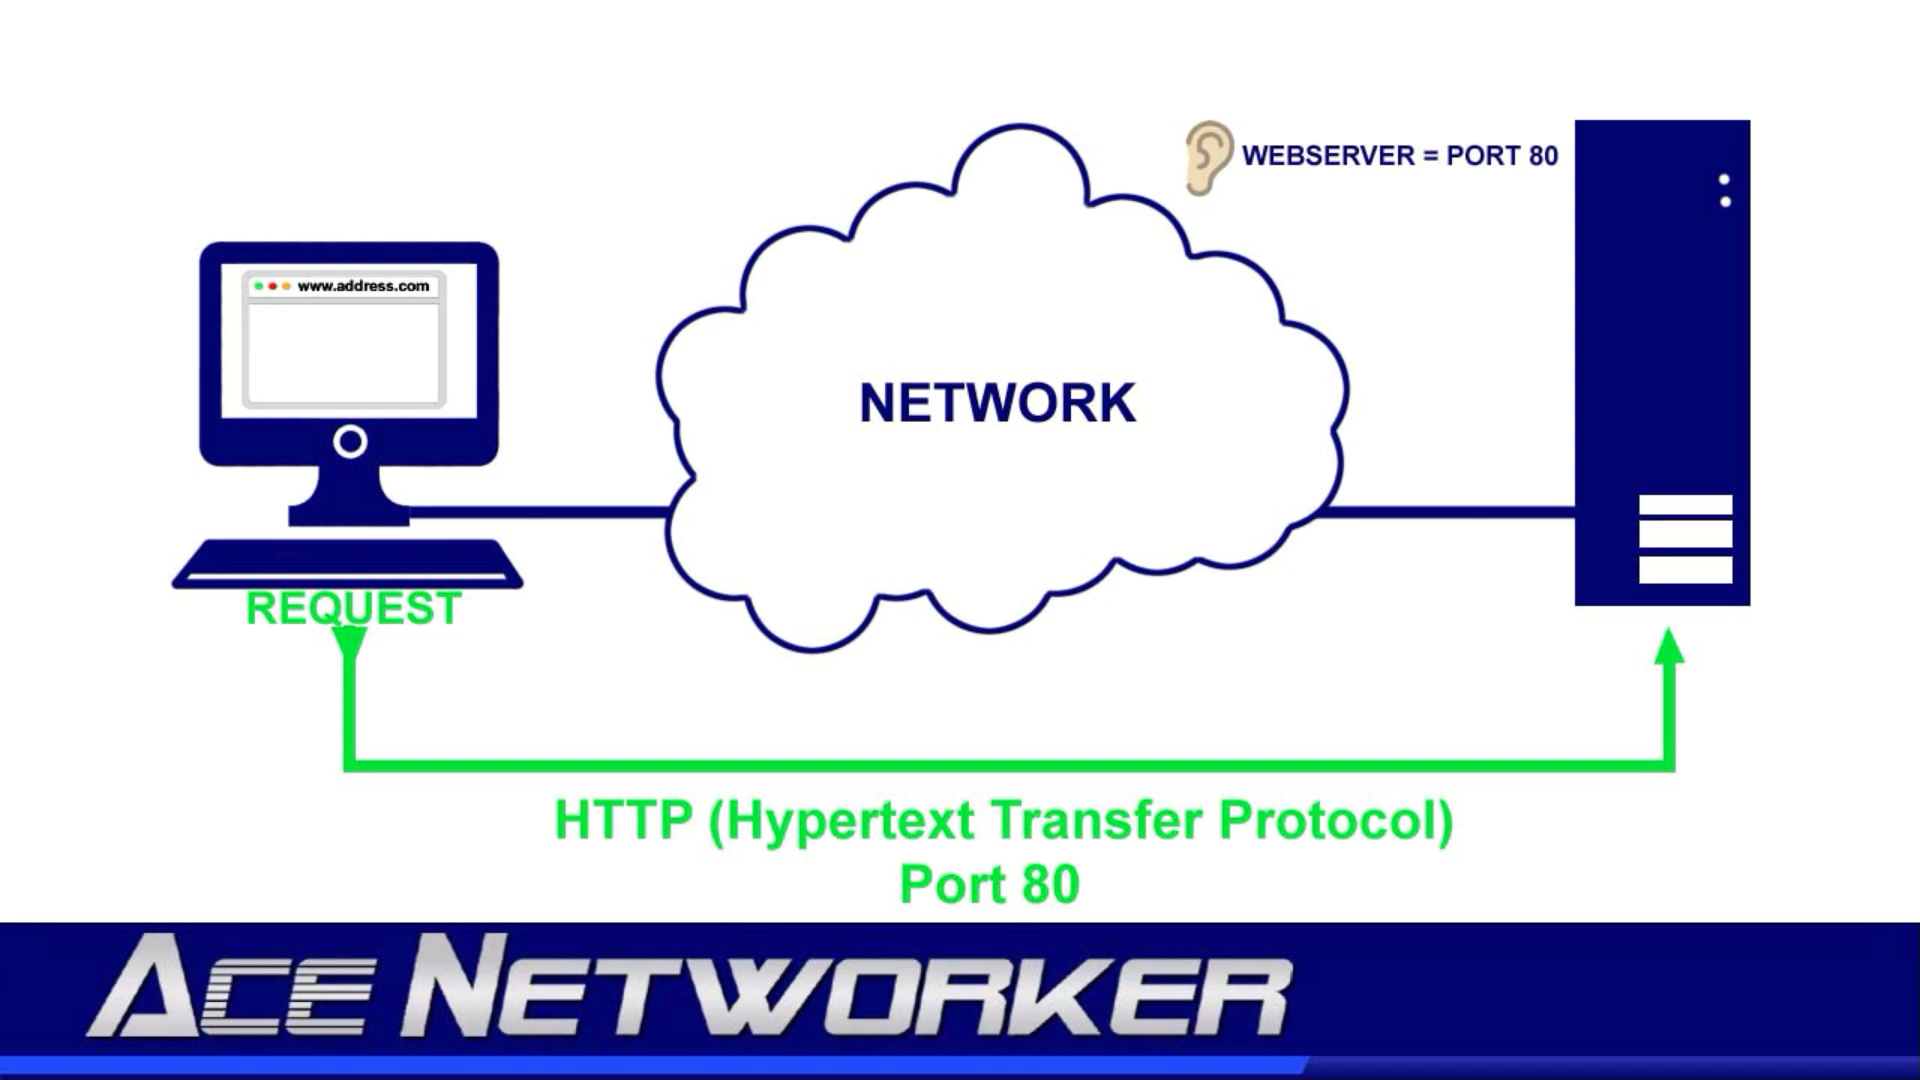 WEBSERVER = PORT 80
www.address.com
NETWORK
REQUEST
HTTP (Hypertext Transfer Protocol)
Port 80
ACE NETWORKER